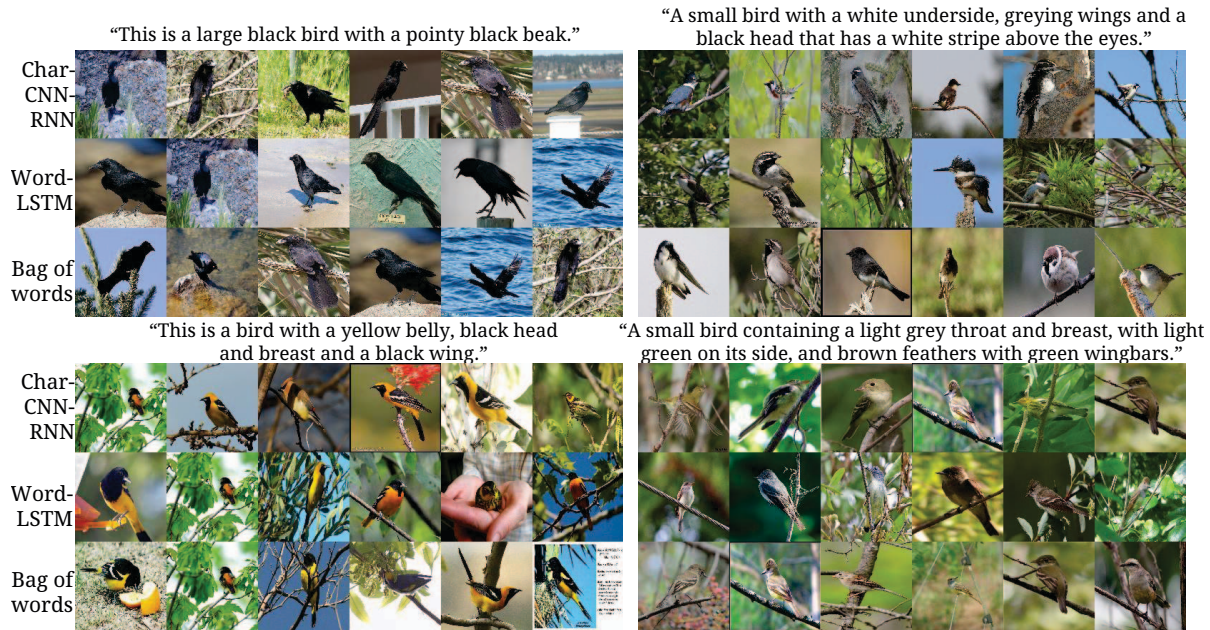 “This is a large black bird with a pointy black beak.”
“A small bird with a white underside, greying wings and a
black head that has a white stripe above the eyes.”
Char-
CNN-
RNN
Word-
LSTM
Bag of
words
“This is a bird with a yellow belly, black head
and breast and a black wing.”
“A small bird containing a light grey throat and breast, with light
green on its side, and brown feathers with green wingbars.”
Char-
CNN-
RNN
Word-
LSTM
Bag of
words